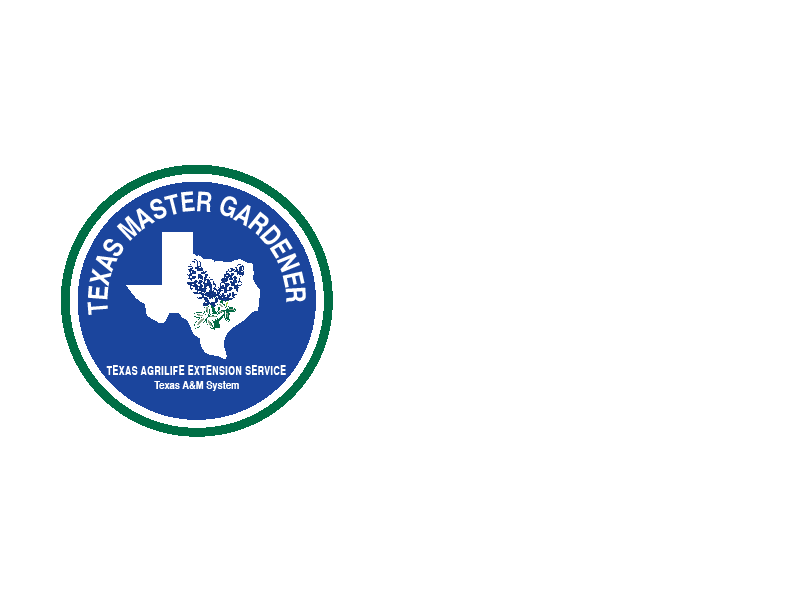 TEXAS MASTER GARDENER
TEXAS AGRILIFE EXTENSION SERVICE
Texas A&M System